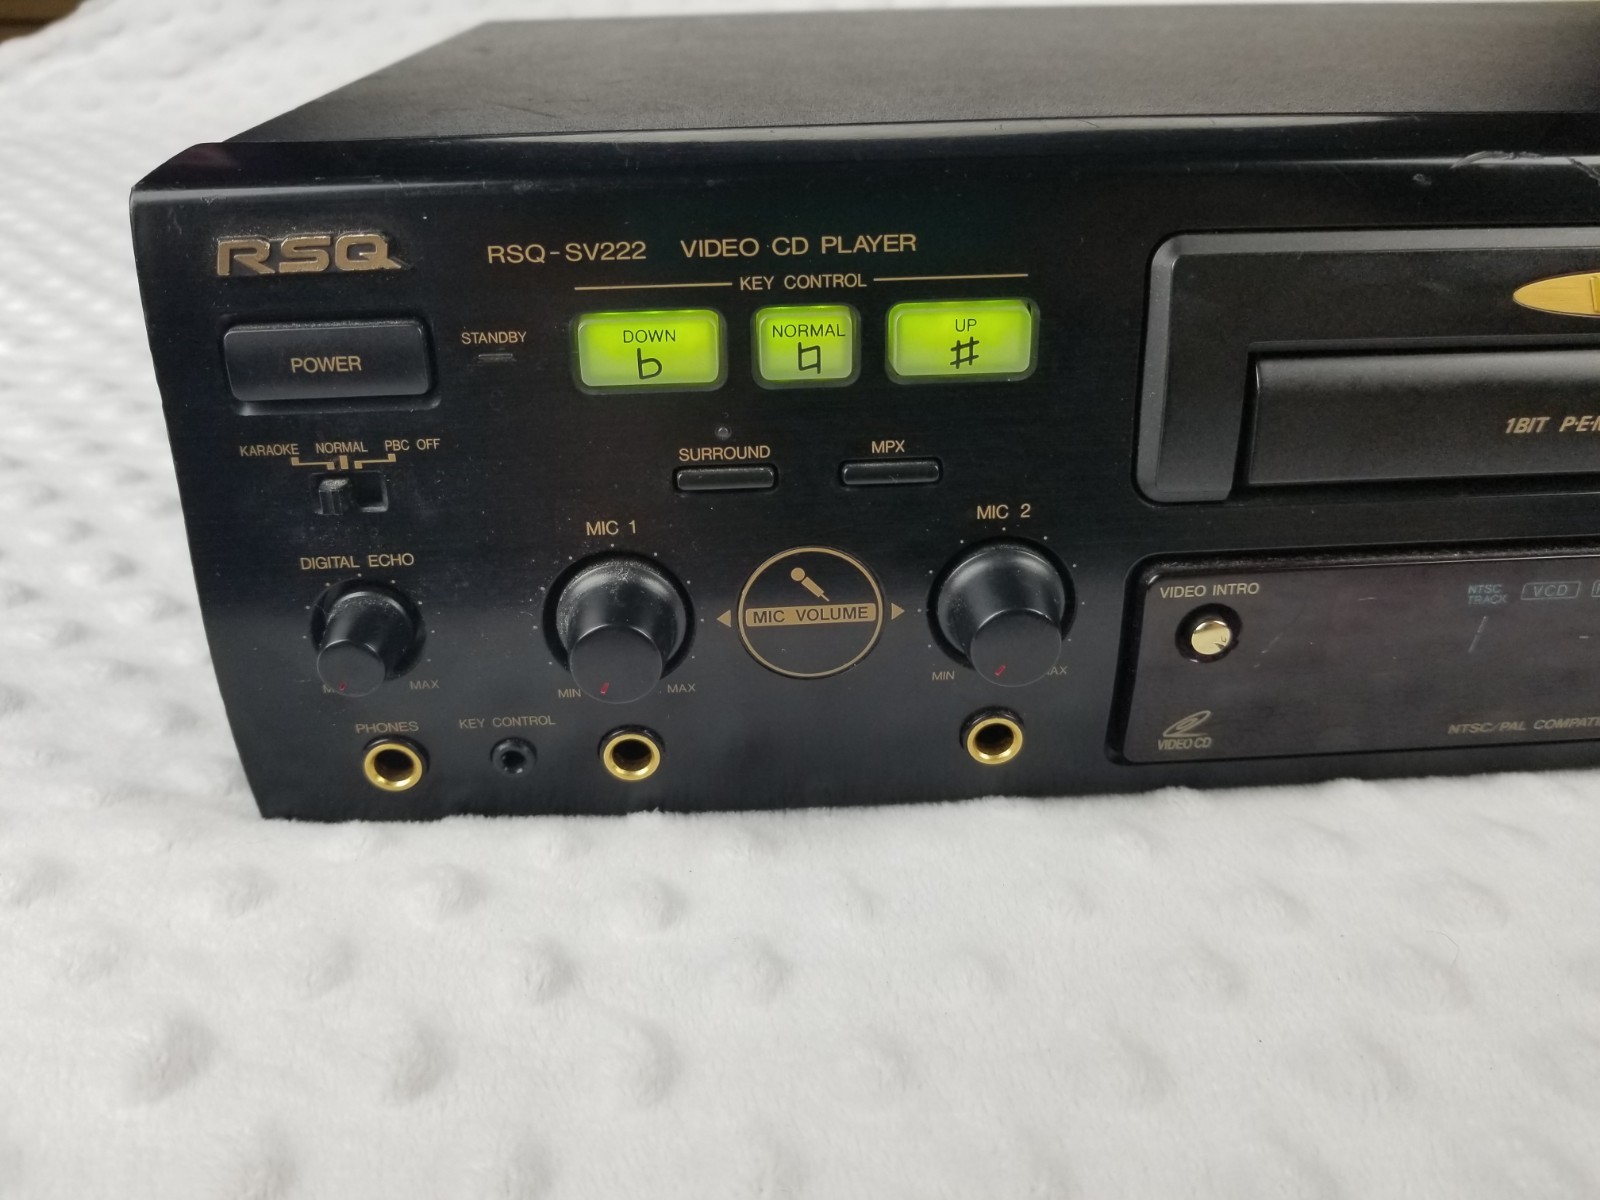 RSQ
RSQ-SV222 VIDEO CD PLAYER
KEY CONTROL
POWER
STANDBY
DOWN
♭
NORMAL
♮
UP
♯
KARAOKE NORMAL PBC OFF
SURROUND
MPX
1BIT
DIGITAL ECHO
MIC 1
MIC 2
MIC VOLUME
MAX
MIN
MAX
MIN
PHONES
KEY CONTROL
VIDEO INTRO
NTSC
TRACK
VCD
VIDEO CD
NTSC/PAL